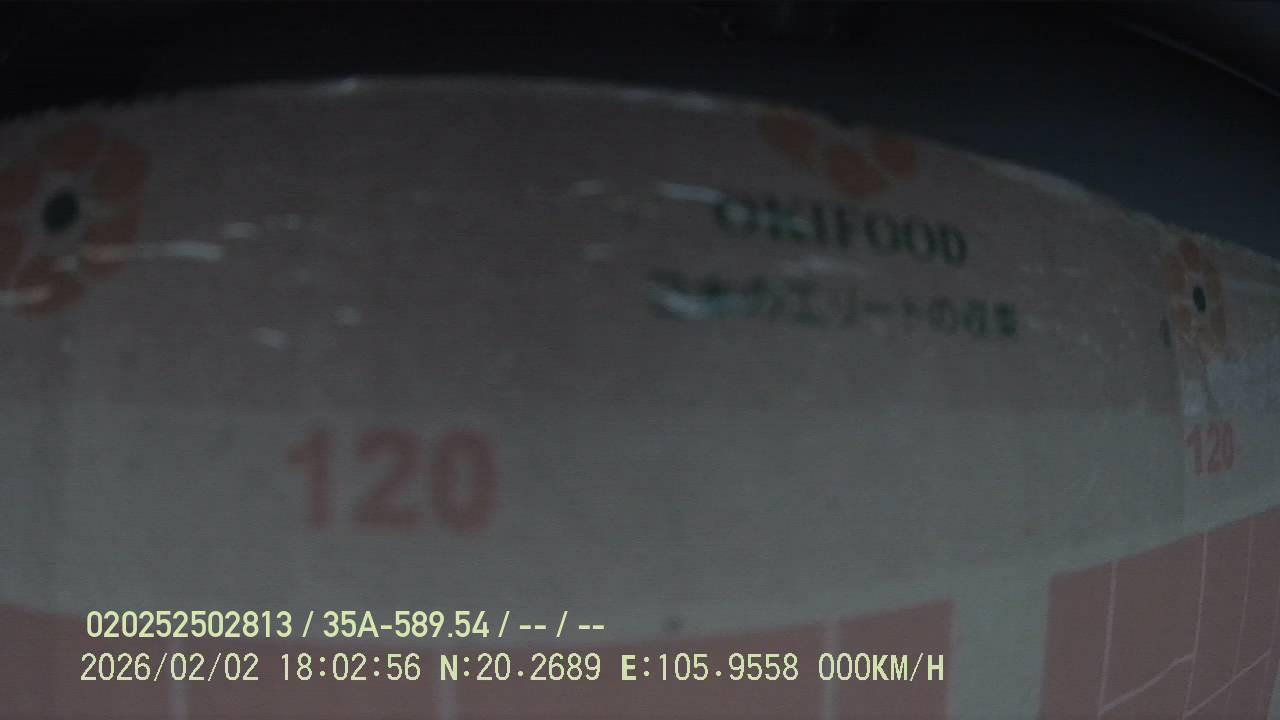 OKIFOOD
120
120
020252502813 / 35A-589.54 / -- / --
2026/02/02 18:02:56 N:20.2689 E:105.9558 000KM/H